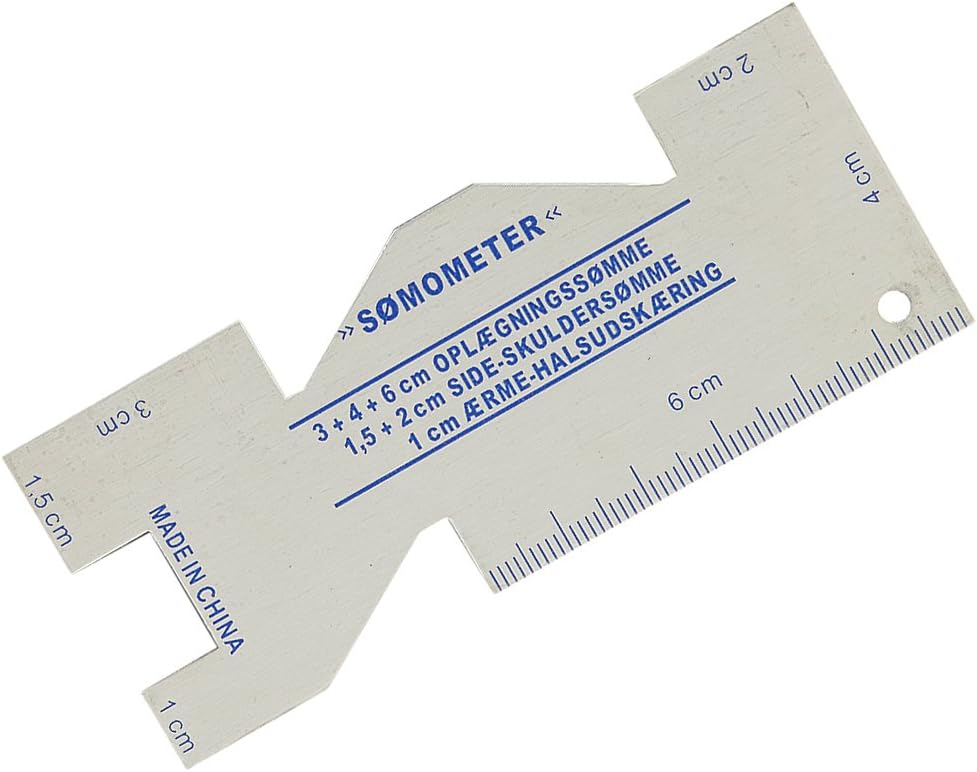 »SØMOMETER«
3 + 4 + 6 cm OPLÆGNINGSSØMME
1,5 + 2 cm SIDE-SKULDERSØMME
1 cm ÆRME-HALSUDSKÆRING
2 cm
4 cm
6 cm
3 cm
1,5 cm
MADE IN CHINA
1 cm